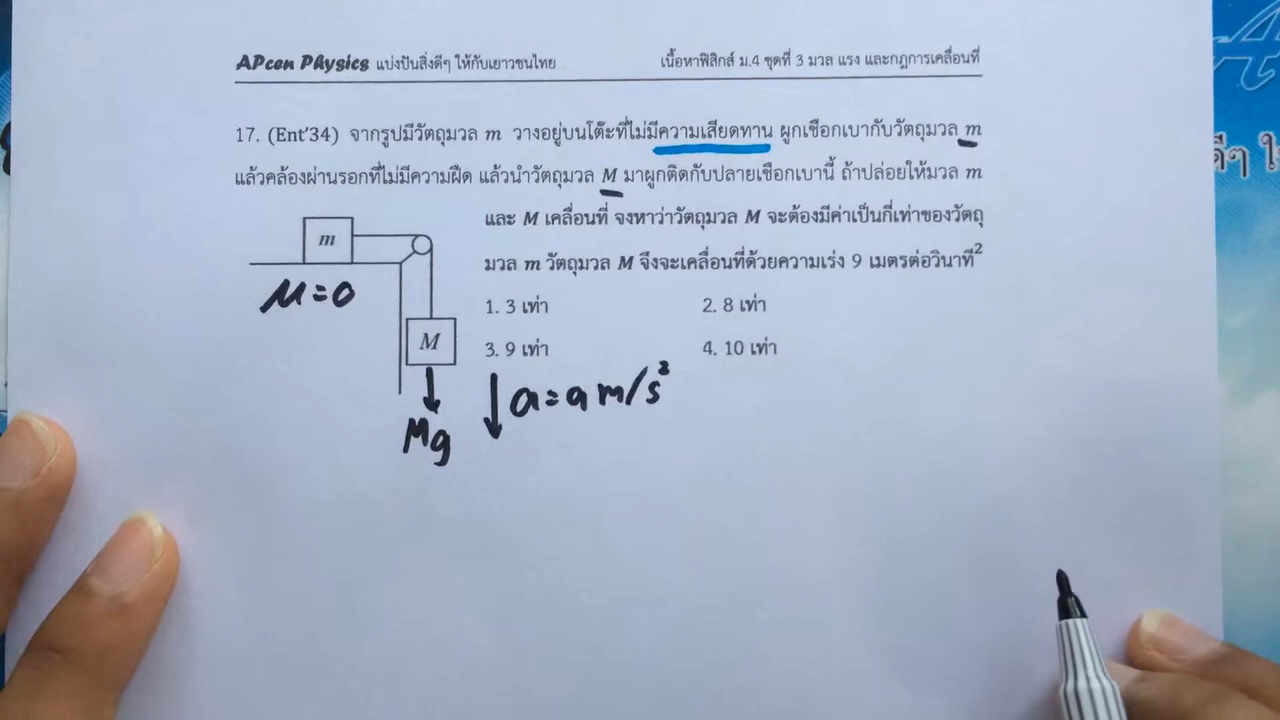 APcen Physics แบ่งปันสิ่งดีๆ ให้กับเยาวชนไทย เนื้อหาฟิสิกส์ ม.4 ชุดที่ 3 มวล แรง และกฎการเคลื่อนที่
17. (Ent'34) จากรูปมีวัตถุมวล m วางอยู่บนโต๊ะที่ไม่มีความเสียดทาน ผูกเชือกเบากับวัตถุมวล m
แล้วคล้องผ่านรอกที่ไม่มีความฝืด แล้วนำวัตถุมวล M มาผูกติดกับปลายเชือกเบานี้ ถ้าปล่อยให้มวล m
และ M เคลื่อนที่ จงหาว่าวัตถุมวล M จะต้องมีค่าเป็นกี่เท่าของวัตถุ
มวล m วัตถุมวล M จึงจะเคลื่อนที่ด้วยความเร่ง 9 เมตรต่อวินาที²
1. 3 เท่า 2. 8 เท่า
3. 9 เท่า 4. 10 เท่า
m
μ=0
M
Mg
a=9 m/s²
ดีๆ ใ